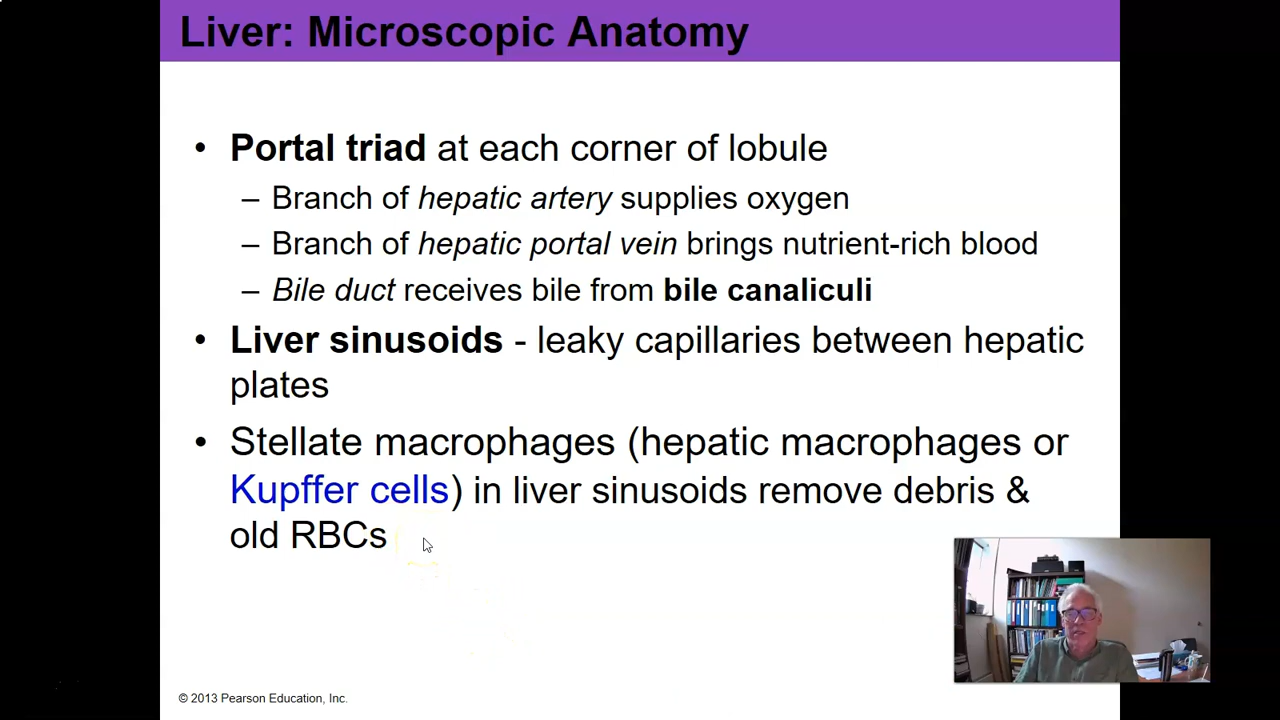 Liver: Microscopic Anatomy
• Portal triad at each corner of lobule
– Branch of hepatic artery supplies oxygen
– Branch of hepatic portal vein brings nutrient-rich blood
– Bile duct receives bile from bile canaliculi
• Liver sinusoids - leaky capillaries between hepatic
plates
• Stellate macrophages (hepatic macrophages or
Kupffer cells) in liver sinusoids remove debris &
old RBCs
© 2013 Pearson Education, Inc.